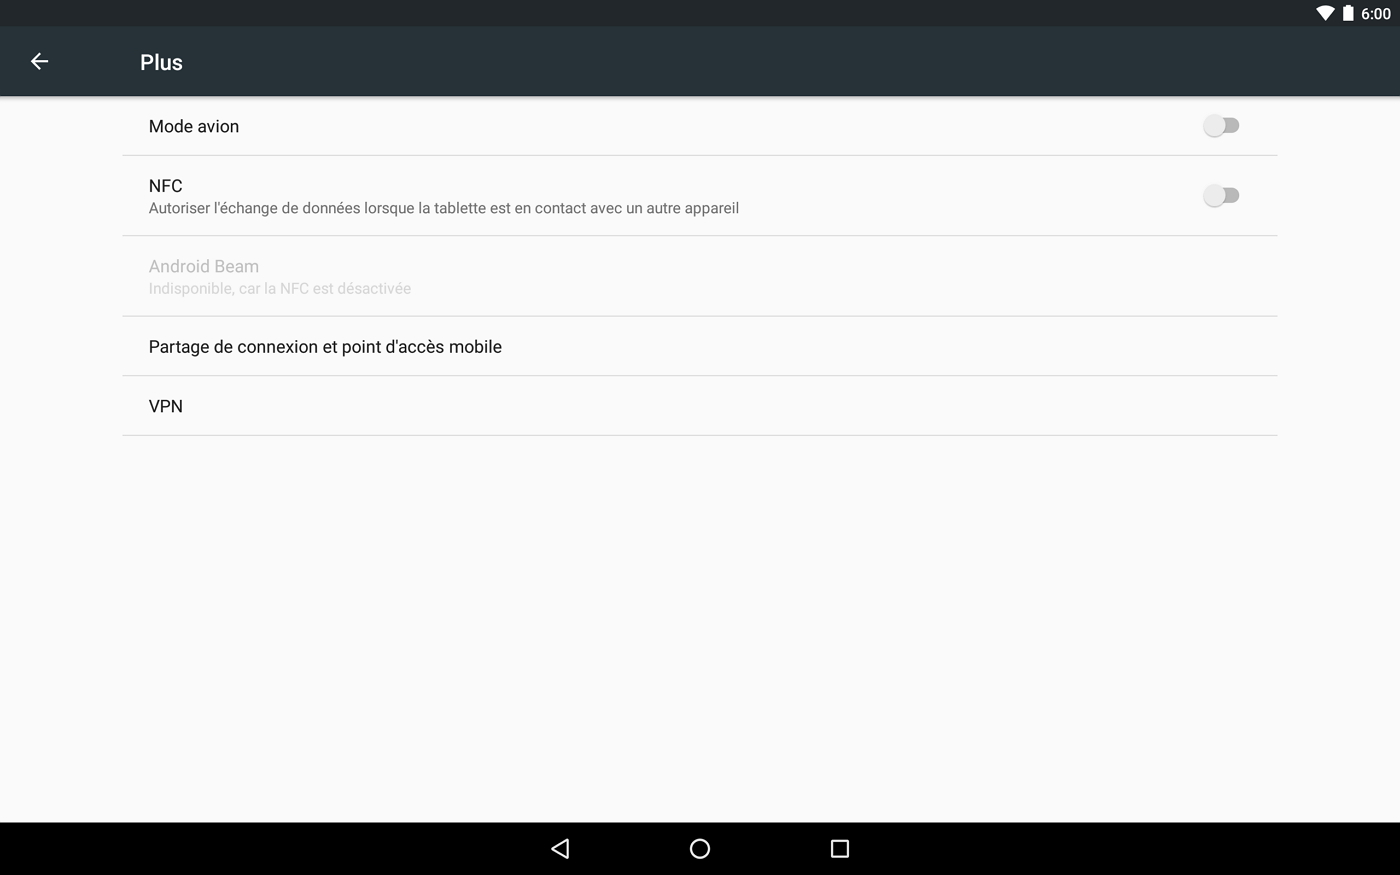 6:00
Plus
Mode avion
NFC
Autoriser l'échange de données lorsque la tablette est en contact avec un autre appareil
Android Beam
Indisponible, car la NFC est désactivée
Partage de connexion et point d'accès mobile
VPN